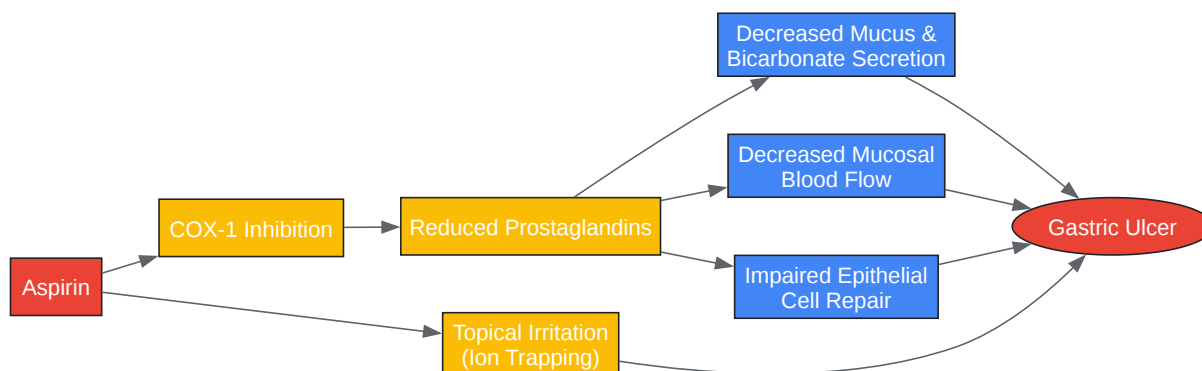 Decreased Mucus &
Bicarbonate Secretion
Decreased Mucosal
Blood Flow
COX-1 Inhibition
Reduced Prostaglandins
Gastric Ulcer
Aspirin
Impaired Epithelial
Cell Repair
Topical Irritation
(Ion Trapping)